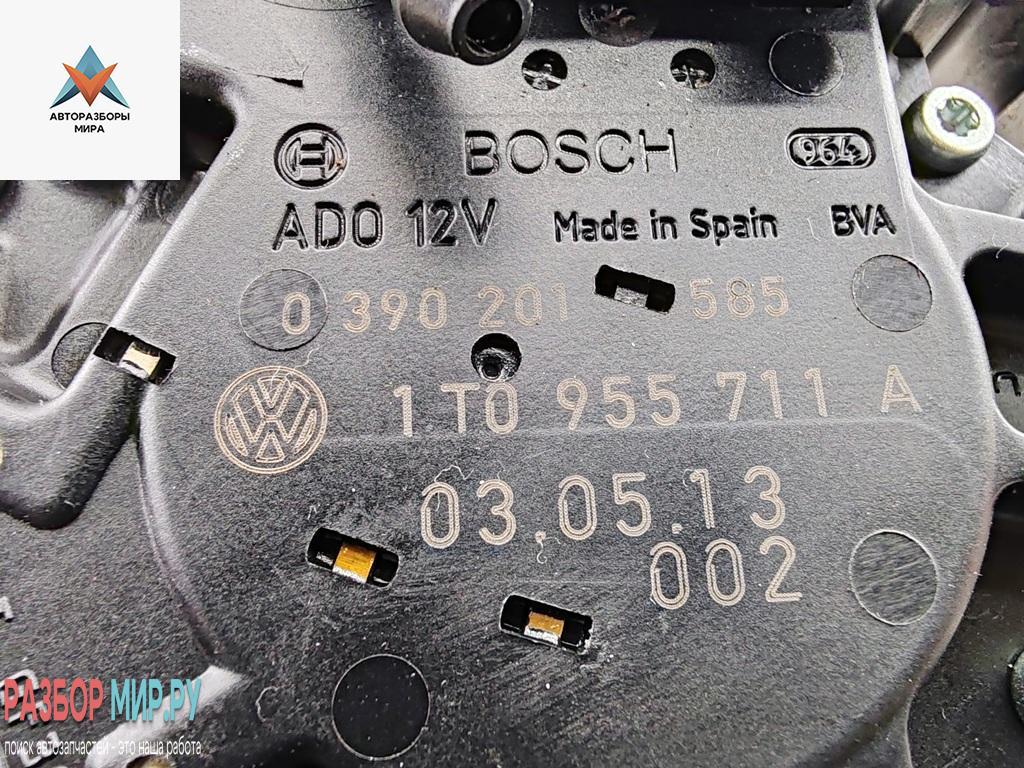 АВТОРАЗБОРЫ
МИРА
BOSCH
964
ADO 12V Made in Spain BVA
0 390 201 585
1T0 955 711 A
03.05.13
002
РАЗБОР МИР.РУ
поиск автозапчастей - это наша работа